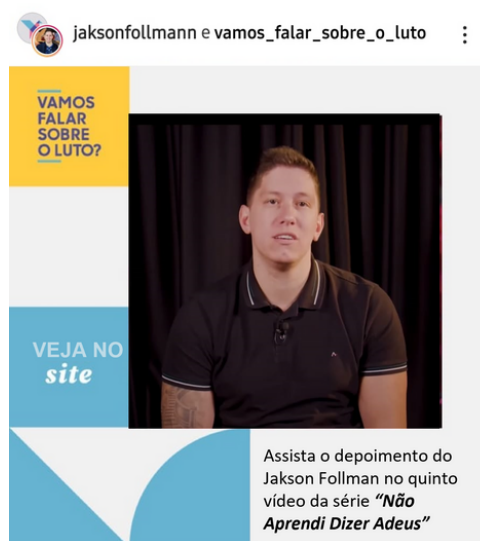 jaksonfollmann e vamos_falar_sobre_o_luto
VAMOS
FALAR
SOBRE
O LUTO?
VEJA NO
site
Assista o depoimento do
Jakson Follman no quinto
vídeo da série “Não
Aprendi Dizer Adeus”